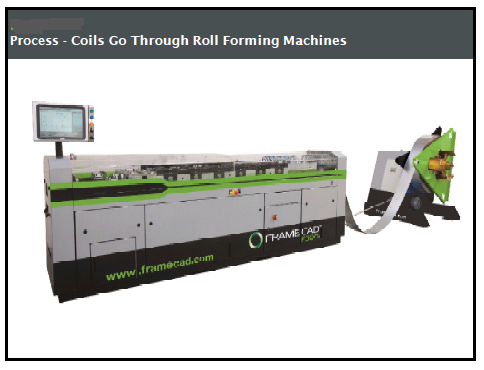 Process - Coils Go Through Roll Forming Machines
FRAMECAD
www.framecad.com